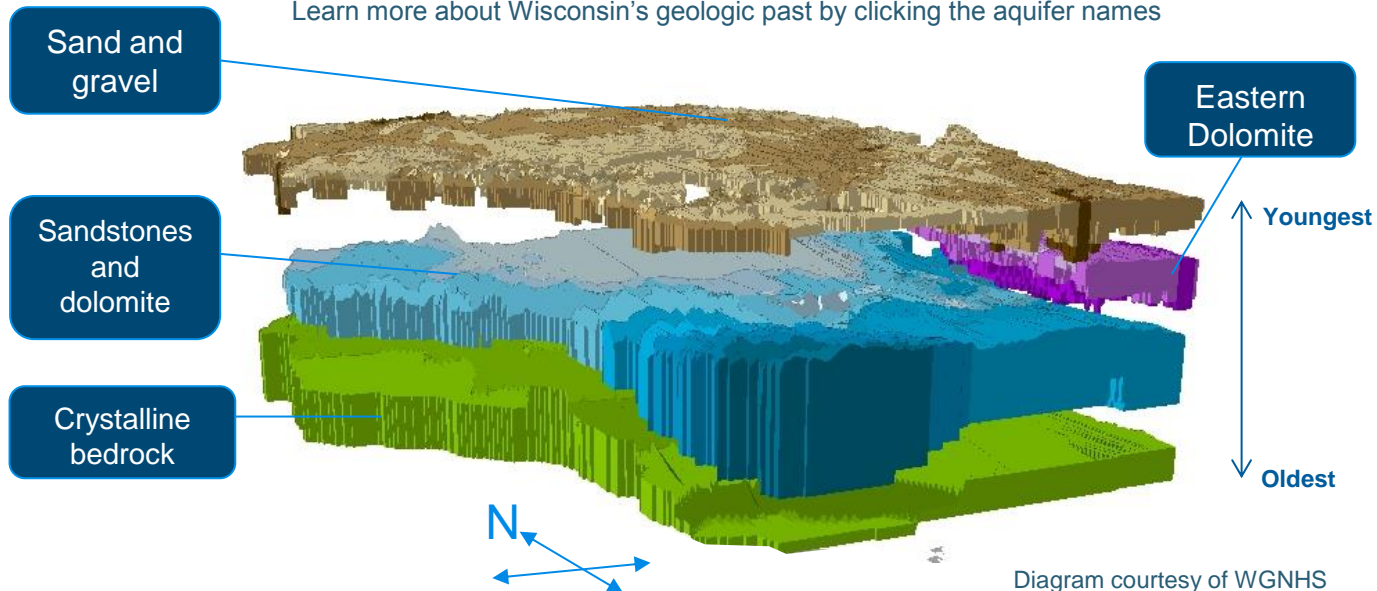 Learn more about Wisconsin's geologic past by clicking the aquifer names
Sand and
gravel
Eastern
Dolomite
Sandstones
and
dolomite
Youngest
Crystalline
bedrock
Oldest
N
Diagram courtesy of WGNHS